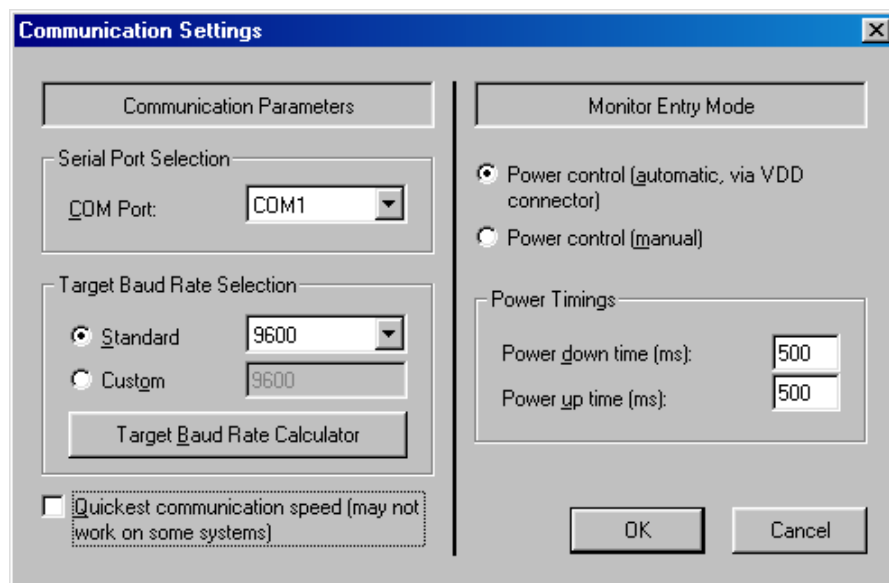 Communication Settings
Communication Parameters
Serial Port Selection
COM Port:
COM1
Target Baud Rate Selection
Standard
9600
Custom
9600
Target Baud Rate Calculator
Quickest communication speed (may not
work on some systems)
Monitor Entry Mode
Power control (automatic, via VDD
connector)
Power control (manual)
Power Timings
Power down time (ms):
500
Power up time (ms):
500
OK
Cancel